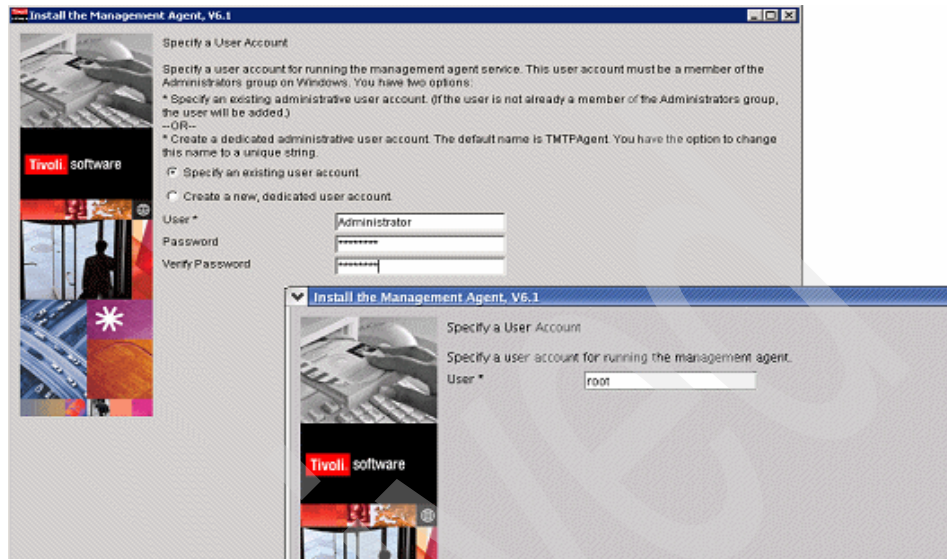 Install the Management Agent, V6.1
Specify a User Account
Specify a user account for running the management agent service. This user account must be a member of the
Administrators group on Windows. You have two options:
* Specify an existing administrative user account. (If the user is not already a member of the Administrators group,
the user will be added.)
--OR--
* Create a dedicated administrative user account. The default name is TMTPAgent. You have the option to change
this name to a unique string.
Specify an existing user account.
Create a new, dedicated user account.
User * Administrator
Password ********
Verify Password ********
Tivoli. software
Install the Management Agent, V6.1
Specify a User Account
Specify a user account for running the management agent.
User * root
Tivoli. software